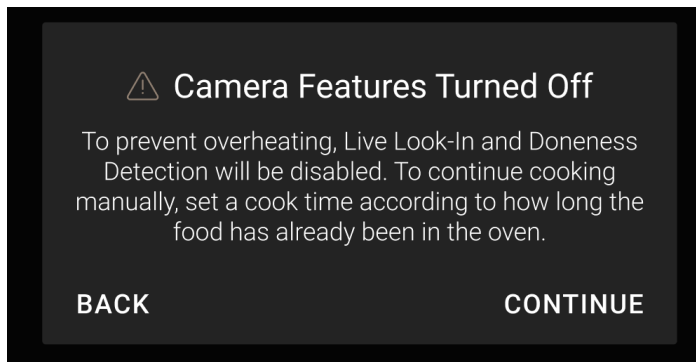 Camera Features Turned Off
To prevent overheating, Live Look-In and Doneness
Detection will be disabled. To continue cooking
manually, set a cook time according to how long the
food has already been in the oven.
BACK
CONTINUE